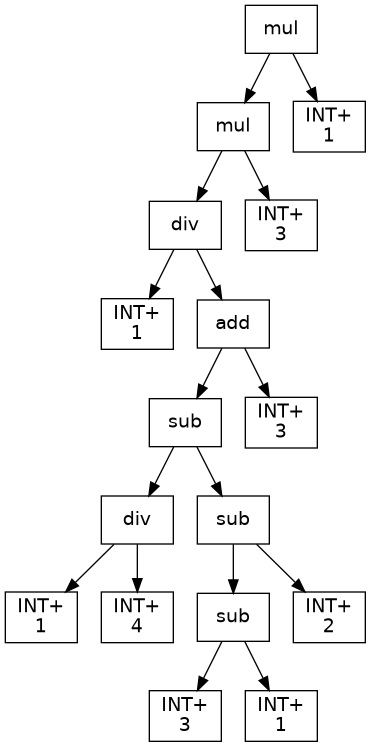 mul
mul
INT+
1
div
INT+
3
INT+
1
add
sub
INT+
3
div
sub
INT+
1
INT+
4
sub
INT+
2
INT+
3
INT+
1